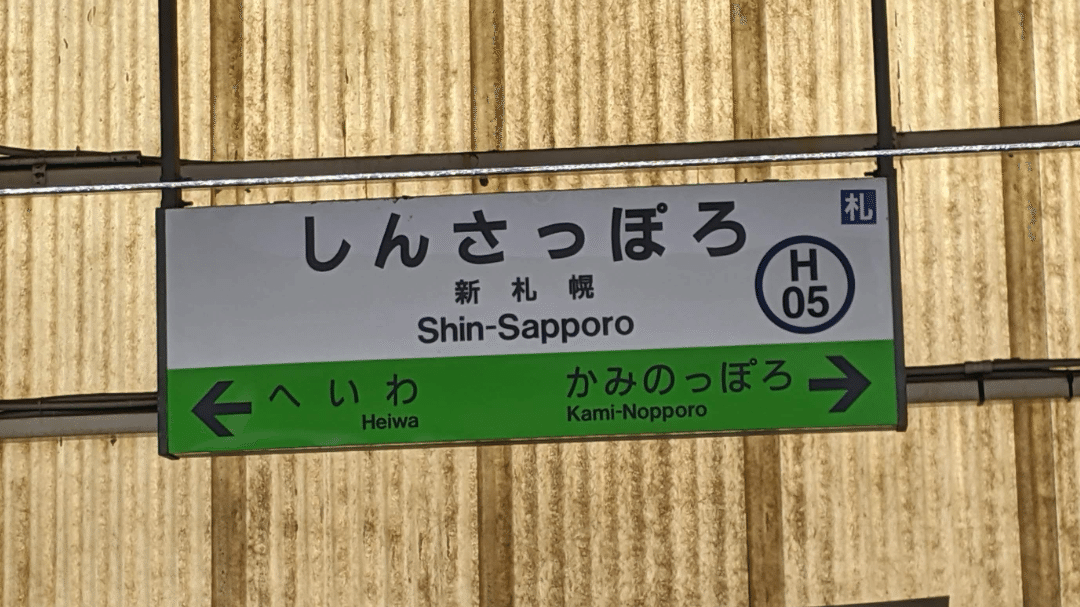 札
しんさっぽろ
新札幌
Shin-Sapporo
H
05
へいわ
Heiwa
かみのっぽろ
Kami-Nopporo